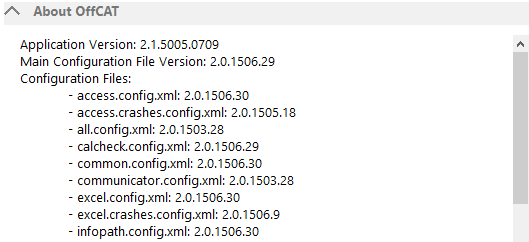 About OffCAT
Application Version: 2.1.5005.0709
Main Configuration File Version: 2.0.1506.29
Configuration Files:
- access.config.xml: 2.0.1506.30
- access.crashes.config.xml: 2.0.1505.18
- all.config.xml: 2.0.1503.28
- calcheck.config.xml: 2.0.1506.29
- common.config.xml: 2.0.1506.30
- communicator.config.xml: 2.0.1503.28
- excel.config.xml: 2.0.1506.30
- excel.crashes.config.xml: 2.0.1506.9
- infopath.config.xml: 2.0.1506.30